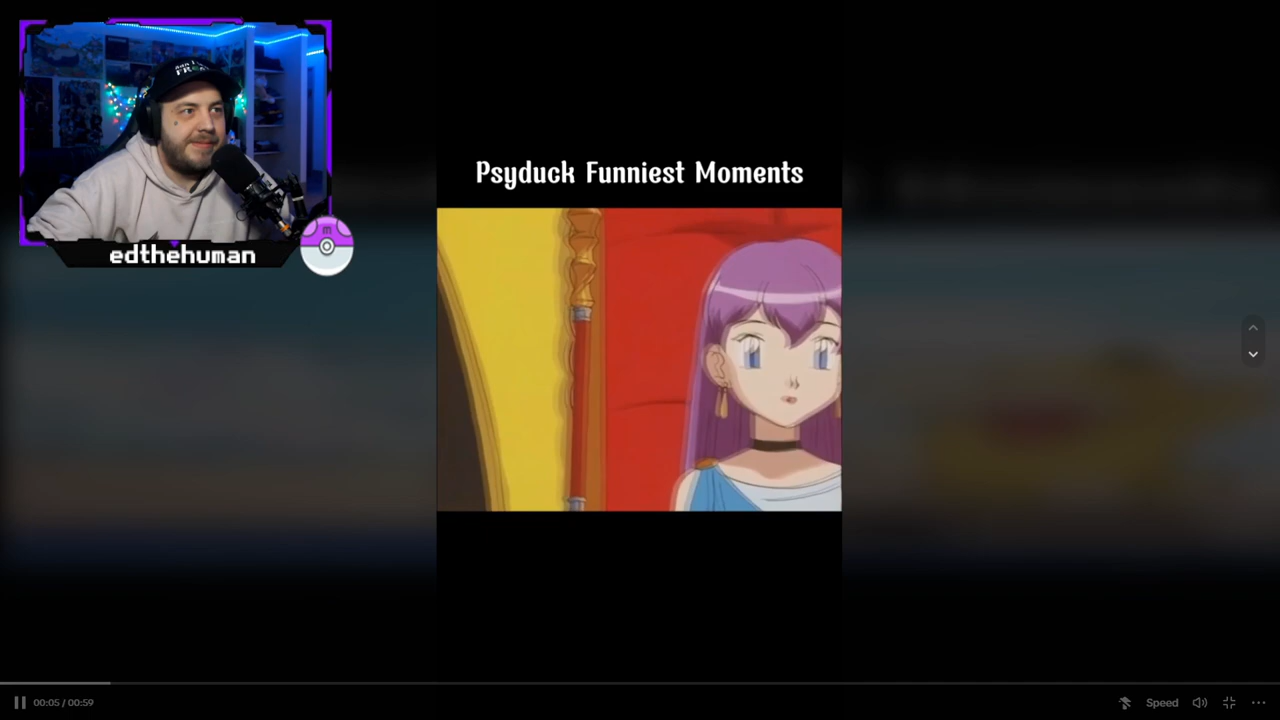 Psyduck Funniest Moments
edthehuman
m
00:05 / 00:59
Speed